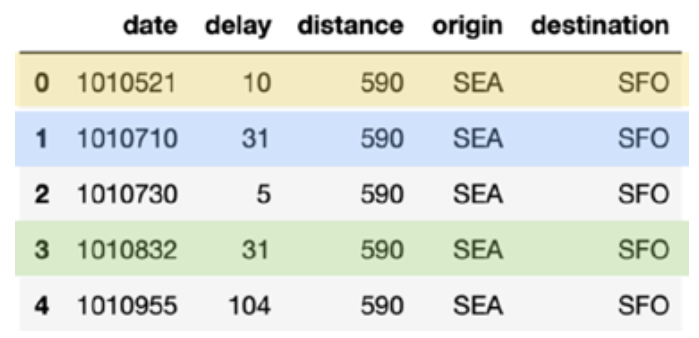 date delay distance origin destination
0 1010521 10 590 SEA SFO
1 1010710 31 590 SEA SFO
2 1010730 5 590 SEA SFO
3 1010832 31 590 SEA SFO
4 1010955 104 590 SEA SFO